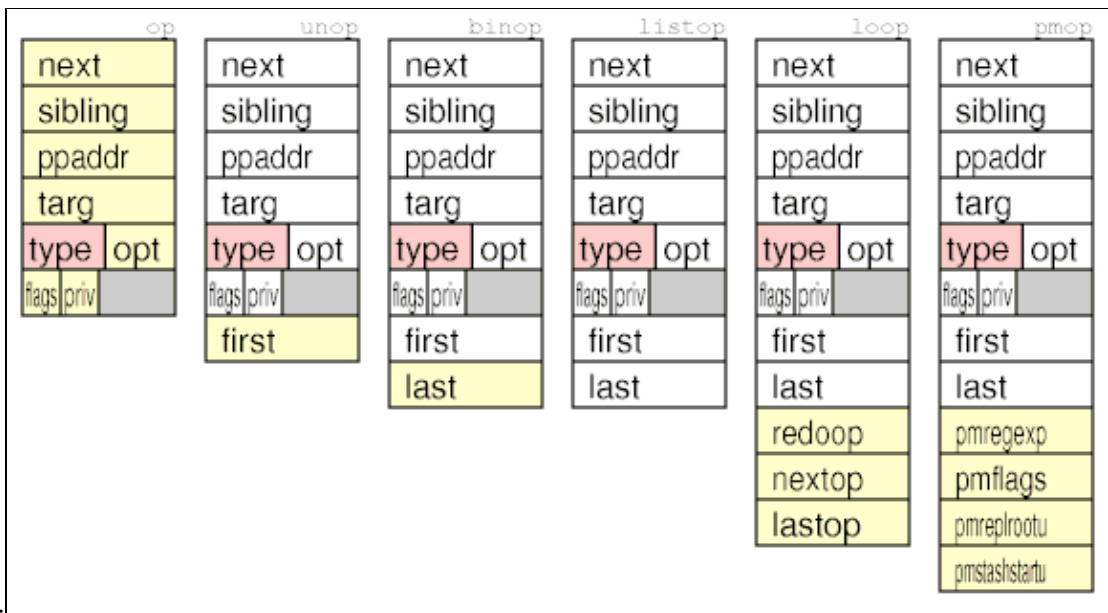 op unop binop listop loop pmop
next next next next next next
sibling sibling sibling sibling sibling sibling
ppaddr ppaddr ppaddr ppaddr ppaddr ppaddr
targ targ targ targ targ targ
type opt type opt type opt type opt type opt type opt
flags priv flags priv flags priv flags priv flags priv flags priv
first first first first first
last last last last
redoop pmregexp
nextop pmflags
lastop pmreplrootu
pmstashstartu